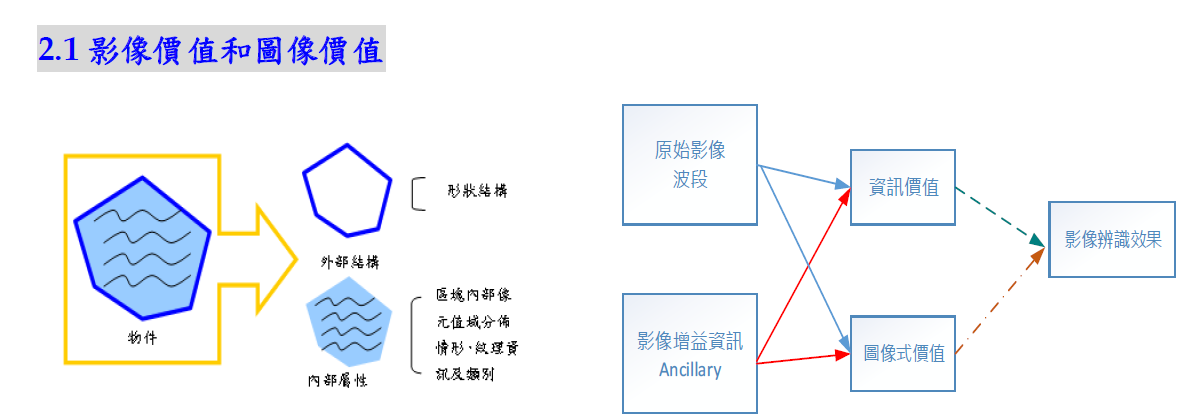 2.1 影像價值和圖像價值
物件
外部結構
形狀結構
內部屬性
區塊內部像
元值域分佈
情形、紋理資
訊及類別
原始影像
波段
影像增益資訊
Ancillary
資訊價值
圖像式價值
影像辨識效果